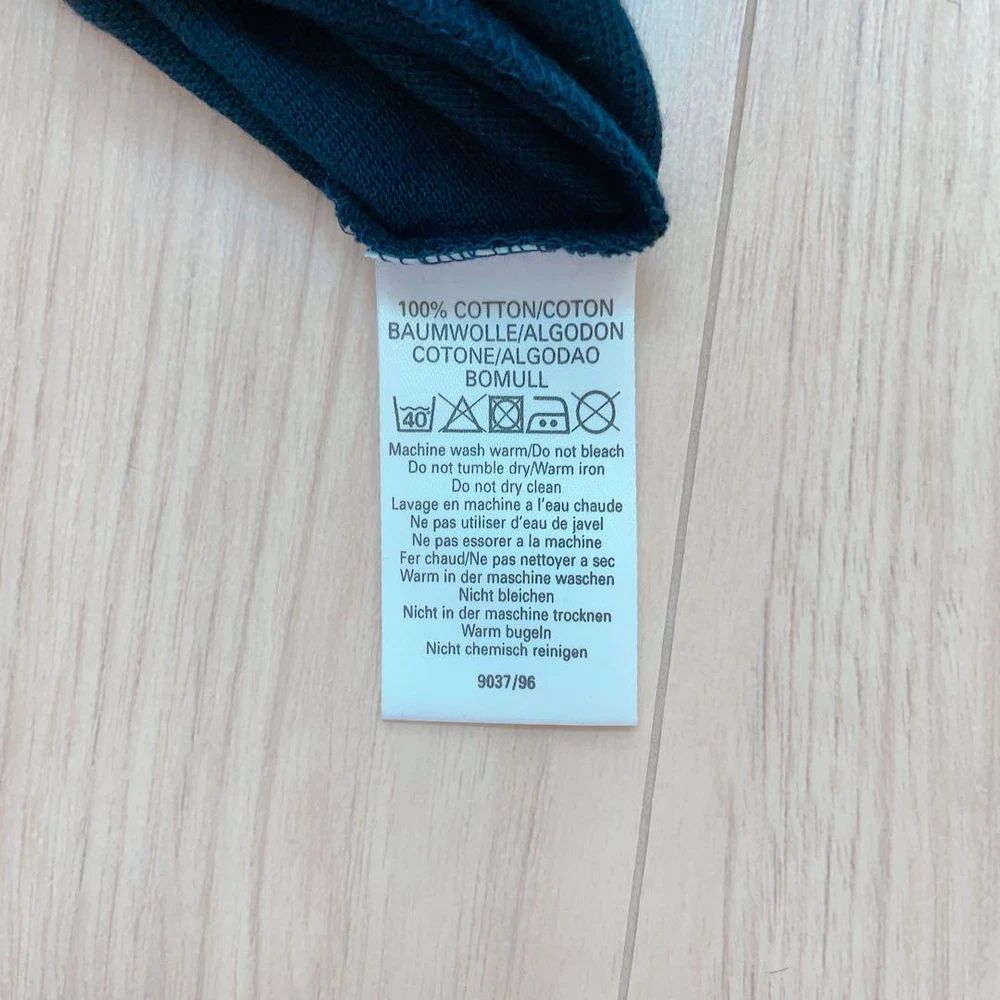 100% COTTON/COTON
BAUMWOLLE/ALGODON
COTONE/ALGODAO
BOMULL
40
Machine wash warm/Do not bleach
Do not tumble dry/Warm iron
Do not dry clean
Lavage en machine a l'eau chaude
Ne pas utiliser d'eau de javel
Ne pas essorer a la machine
Fer chaud/Ne pas nettoyer a sec
Warm in der maschine waschen
Nicht bleichen
Nicht in der maschine trocknen
Warm bugeln
Nicht chemisch reinigen
9037/96